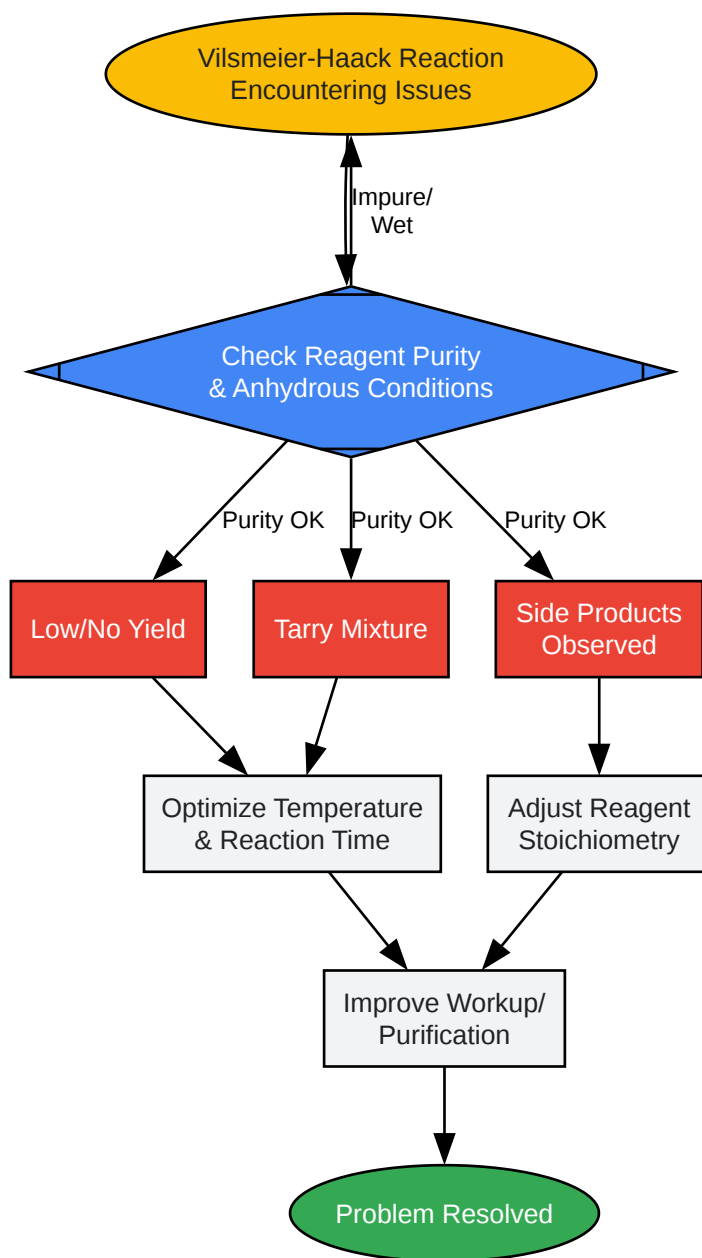 Vilsmeier-Haack Reaction
Encountering Issues
Impure/
Wet
Check Reagent Purity
& Anhydrous Conditions
Purity OK
Purity OK
Purity OK
Low/No Yield
Tarry Mixture
Side Products
Observed
Optimize Temperature
& Reaction Time
Adjust Reagent
Stoichiometry
Improve Workup/
Purification
Problem Resolved